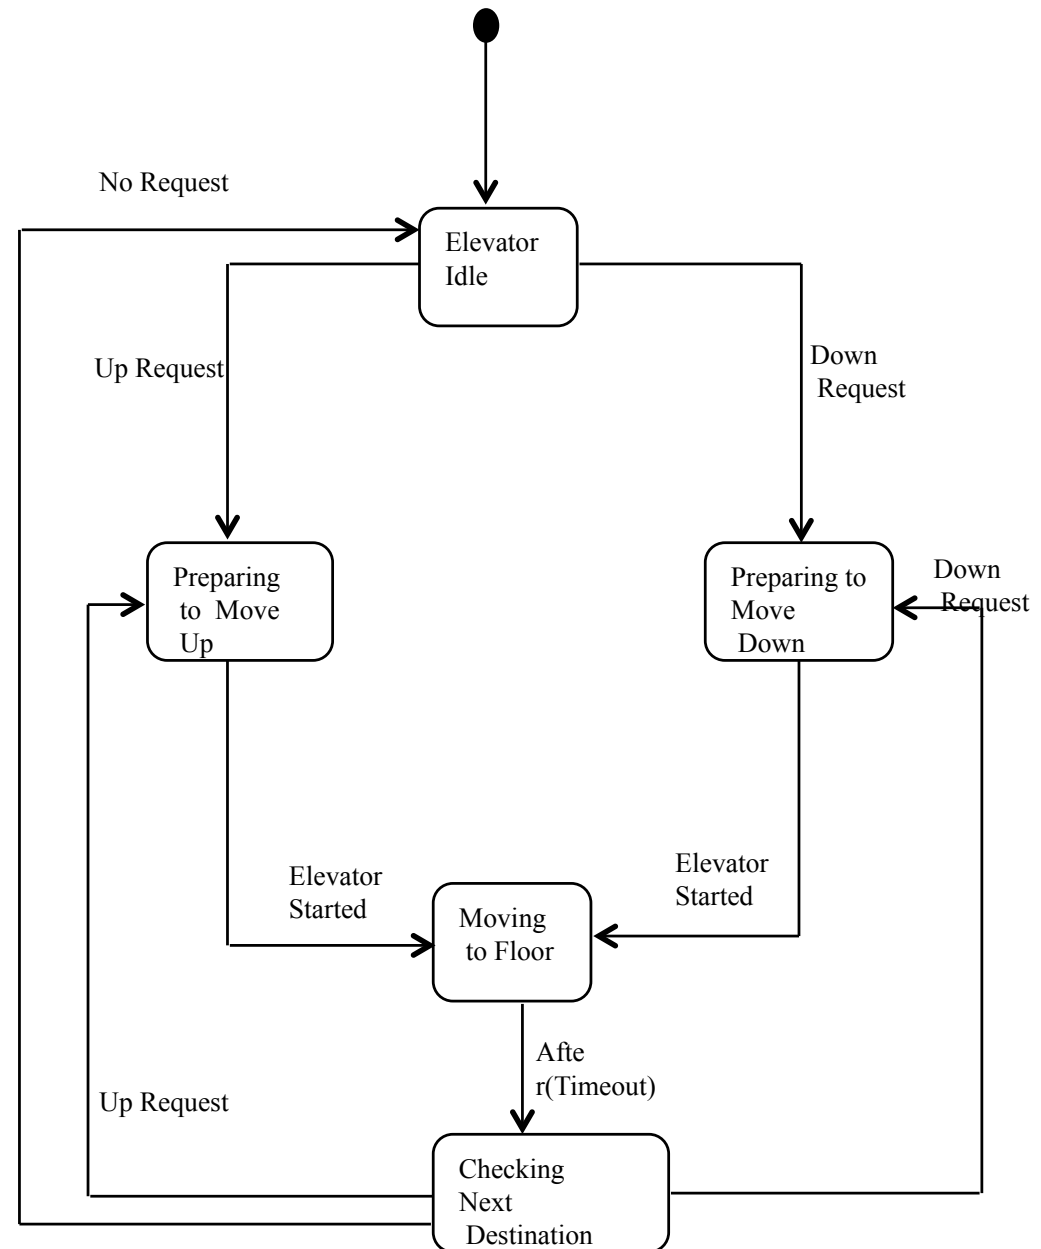 No Request
Elevator
Idle
Up Request
Down
Request
Preparing
to Move
Up
Preparing to
Move
Down
Down
Request
Elevator
Started
Elevator
Started
Moving
to Floor
Afte
r(Timeout)
Up Request
Checking
Next
Destination